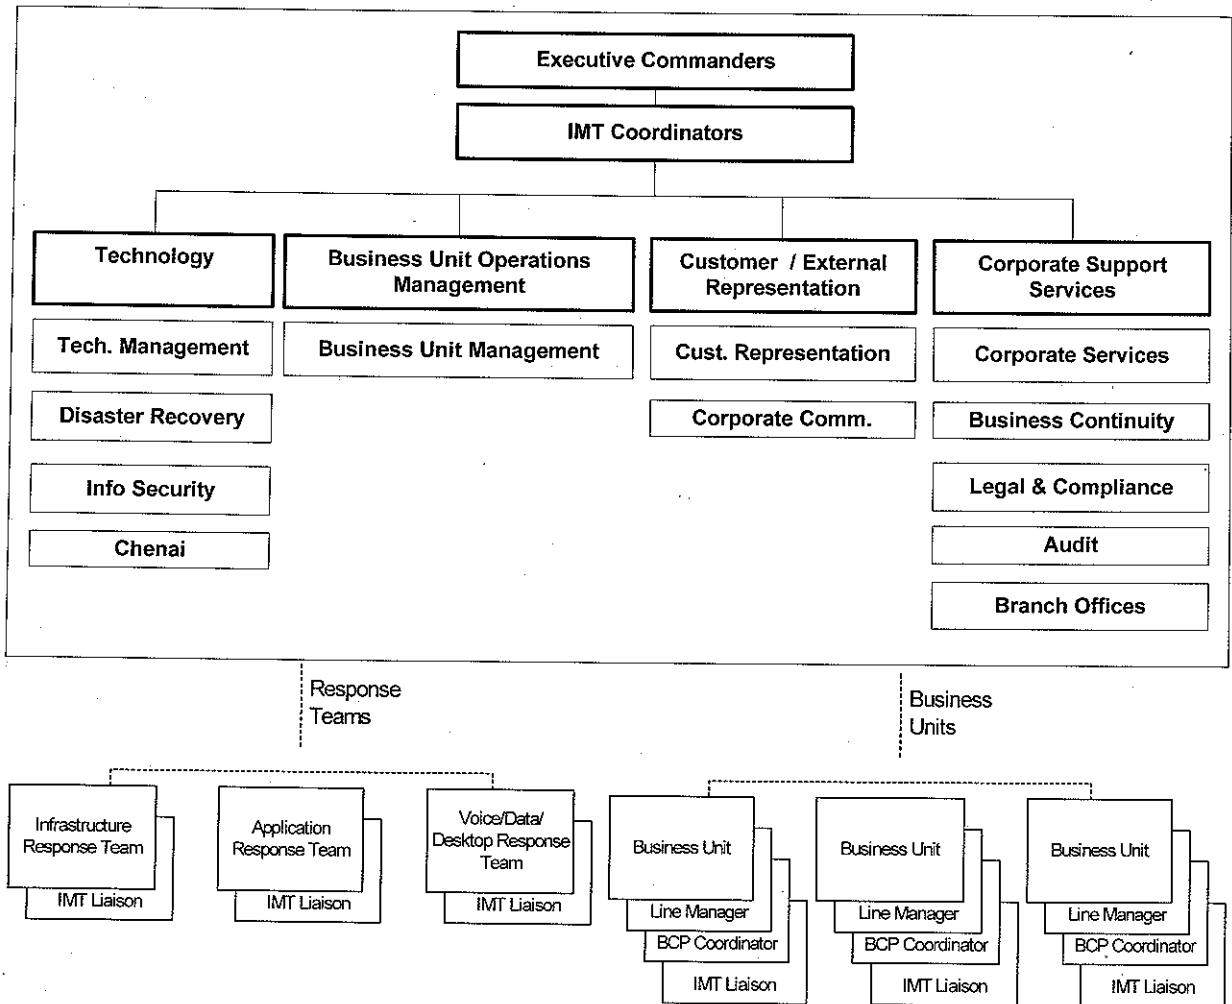 Executive Commanders
IMT Coordinators
Technology
Business Unit Operations
Management
Customer / External
Representation
Corporate Support
Services
Tech. Management
Business Unit Management
Cust. Representation
Corporate Services
Disaster Recovery
Corporate Comm.
Business Continuity
Info Security
Legal & Compliance
Chenai
Audit
Branch Offices
Response
Teams
Business
Units
Infrastructure
Response Team
IMT Liaison
Application
Response Team
IMT Liaison
Voice/Data/
Desktop Response
Team
IMT Liaison
Business Unit
Line Manager
BCP Coordinator
IMT Liaison
Business Unit
Line Manager
BCP Coordinator
IMT Liaison
Business Unit
Line Manager
BCP Coordinator
IMT Liaison